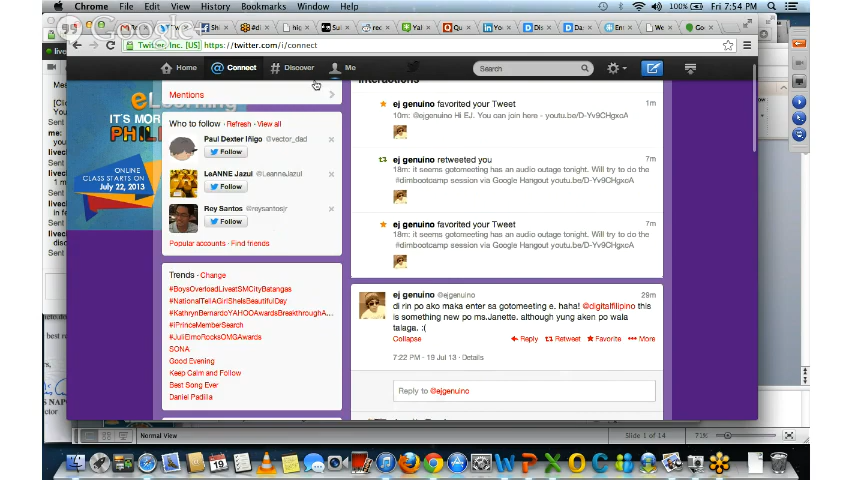 Chrome File Edit View History Bookmarks Window Help
100% Fri 7:54 PM
Twitter, Inc. [US] https://twitter.com/i/connect
Home @ Connect # Discover Me Search
eLearning
IT'S MOR
PHIL
ONLINE
CLASS STARTS ON
July 22, 2013
Mentions
Who to follow · Refresh · View all
Paul Dexter Iñigo @vector_dad
Follow
LeANNE Jazul @LeannaJazul
Follow
Rey Santos @reysantosjr
Follow
Popular accounts · Find friends
Trends · Change
#BoysOverloadLiveatSMCityBatangas
#NationalTellAGirlSheIsBeautifulDay
#KathrynBernardoYAHOOAwardsBreakthroughA...
#iPrinceMemberSearch
#JuliElmoRocksOMGAwards
SONA
Good Evening
Keep Calm and Follow
Best Song Ever
Daniel Padilla
Interactions
ej genuino favorited your Tweet 1m
10m: @ejgenuino Hi EJ. You can join here - youtu.be/D-Yv9CHgxcA
ej genuino retweeted you 7m
18m: it seems gotomeeting has an audio outage tonight. Will try to do the
#dimbootcamp session via Google Hangout youtu.be/D-Yv9CHgxcA
ej genuino favorited your Tweet 7m
18m: it seems gotomeeting has an audio outage tonight. Will try to do the
#dimbootcamp session via Google Hangout youtu.be/D-Yv9CHgxcA
ej genuino @ejgenuino 29m
di rin po ako maka enter sa gotomeeting e. haha! @digitalfilipino this
is something new po ms.Janette. although yung aken po wala
talaga. :(
Collapse Reply Retweet Favorite More
7:22 PM - 19 Jul 13 · Details
Reply to @ejgenuino
Normal View Slide 1 of 14 71%